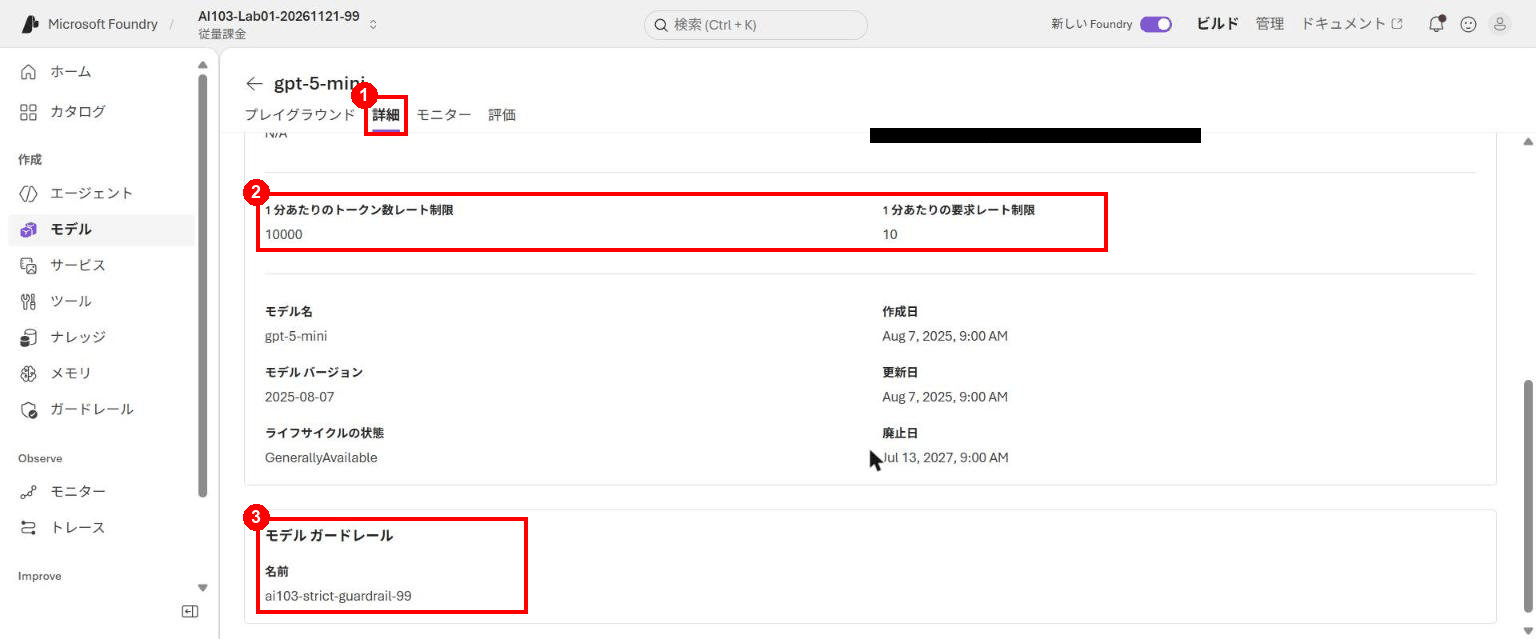 Microsoft Foundry / AI103-Lab01-20261121-99
従量課金
検索 (Ctrl + K)
新しい Foundry ビルド 管理 ドキュメント
ホーム
カタログ
作成
エージェント
モデル
サービス
ツール
ナレッジ
メモリ
ガードレール
Observe
モニター
トレース
Improve
gpt-5-mini
1
プレイグラウンド 詳細 モニター 評価
N/A
2
1 分あたりのトークン数レート制限 1 分あたりの要求レート制限
10000 10
モデル名 作成日
gpt-5-mini Aug 7, 2025, 9:00 AM
モデル バージョン 更新日
2025-08-07 Aug 7, 2025, 9:00 AM
ライフサイクルの状態 廃止日
GenerallyAvailable Jul 13, 2027, 9:00 AM
3
モデル ガードレール
名前
ai103-strict-guardrail-99